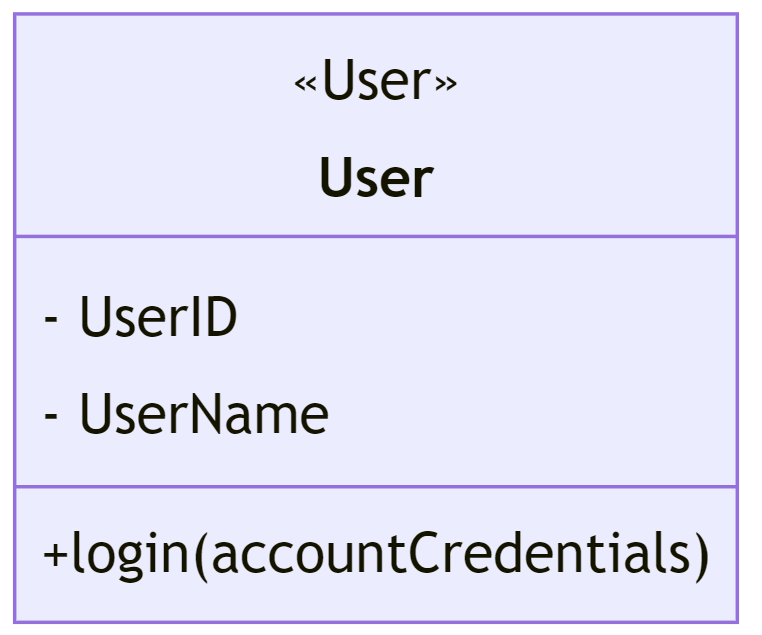 «User»
User
- UserID
- UserName
+login(accountCredentials)